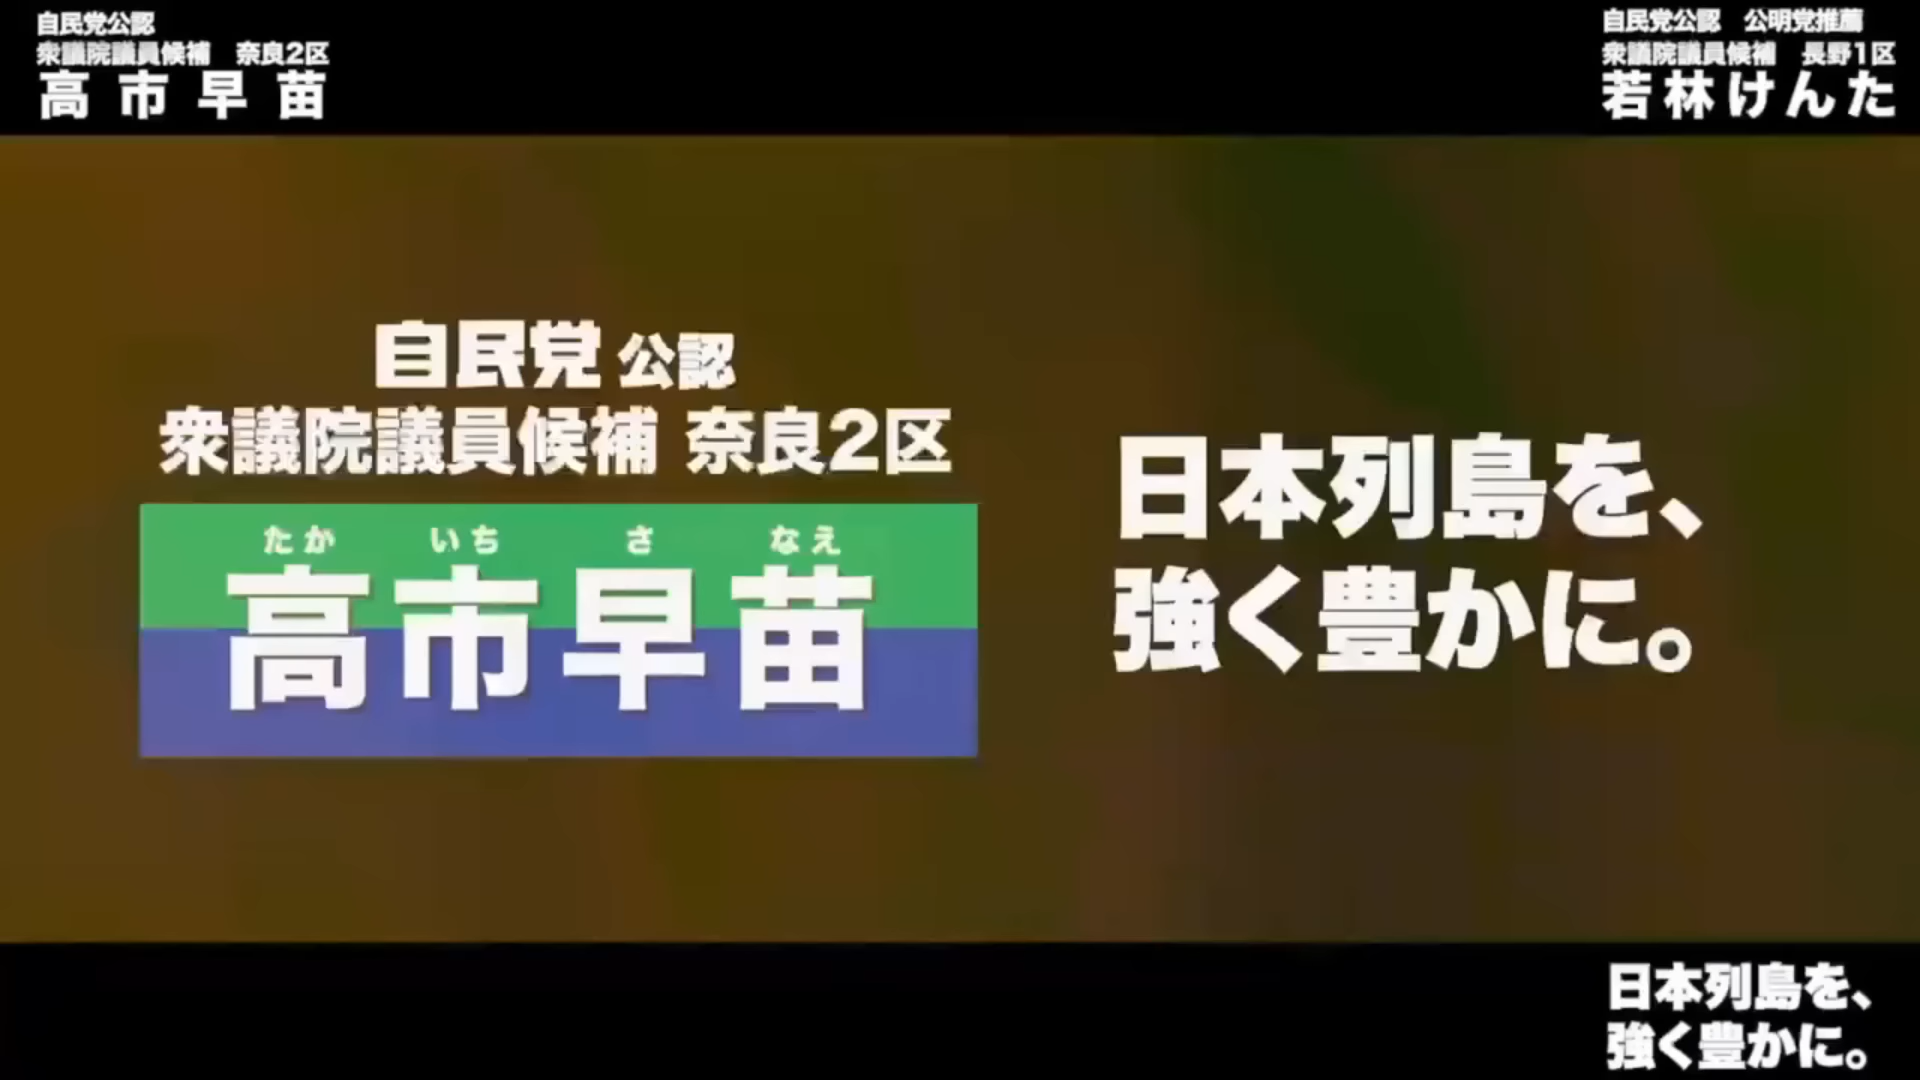 自民党公認
衆議院議員候補　奈良2区
高市早苗
自民党公認　公明党推薦
衆議院議員候補　長野1区
若林けんた
自民党 公認
衆議院議員候補 奈良2区
たか いち さ なえ
高市早苗
日本列島を、
強く豊かに。
日本列島を、
強く豊かに。